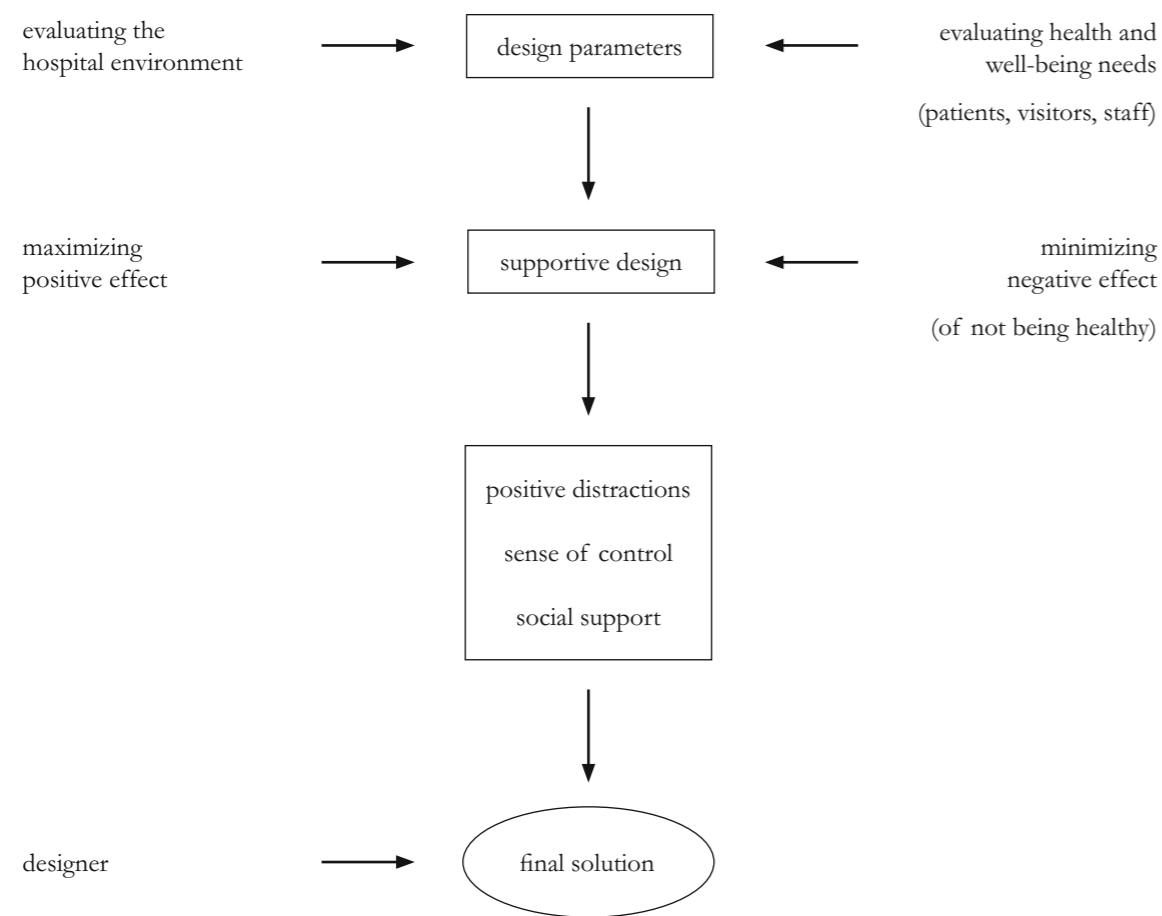 evaluating the
hospital environment
design parameters
evaluating health and
well-being needs
(patients, visitors, staff)
maximizing
positive effect
supportive design
minimizing
negative effect
(of not being healthy)
positive distractions
sense of control
social support
designer
final solution